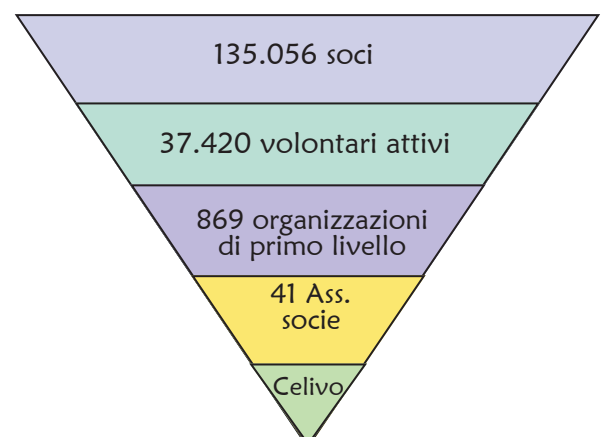 135.056 soci
37.420 volontari attivi
869 organizzazioni
di primo livello
41 Ass.
socie
Celivo